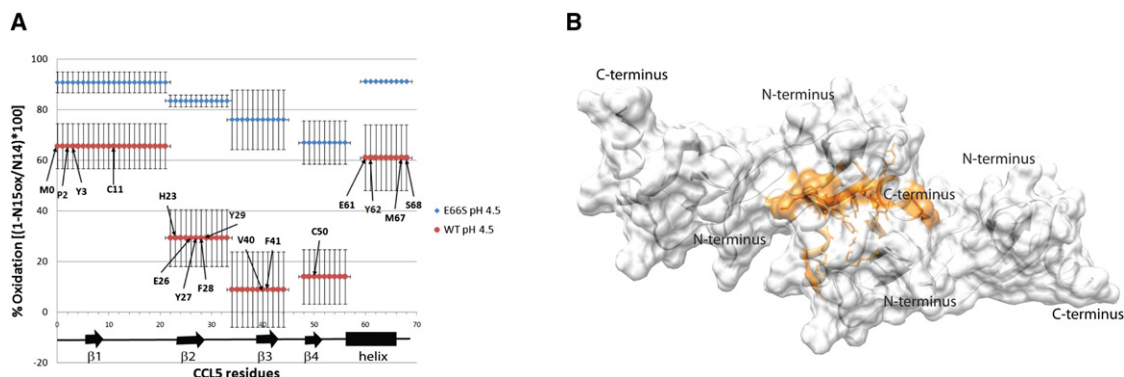 A
% Oxidation [(1-N15ox/N14)*100]
100
80
60
40
20
0
-20
0 10 20 30 40 50 60 70
M0 P2 Y3 C11
H23 E26 Y27 F28 Y29
V40 F41
C50
E61 Y62 M67 S68
E66S pH 4.5
WT pH 4.5
β1 β2 β3 β4 helix
CCL5 residues
B
C-terminus
N-terminus
N-terminus
C-terminus
N-terminus
N-terminus
C-terminus